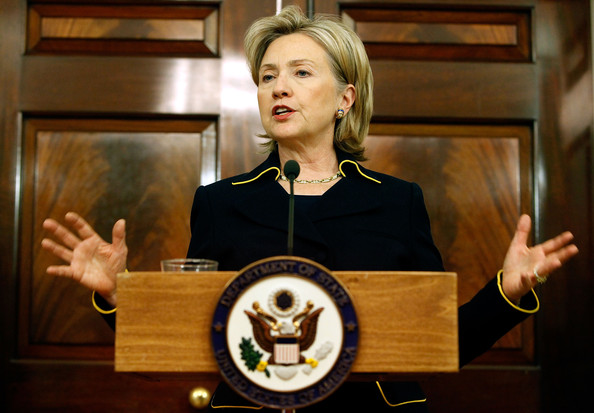 DEPARTMENT OF STATE
UNITED STATES OF AMERICA